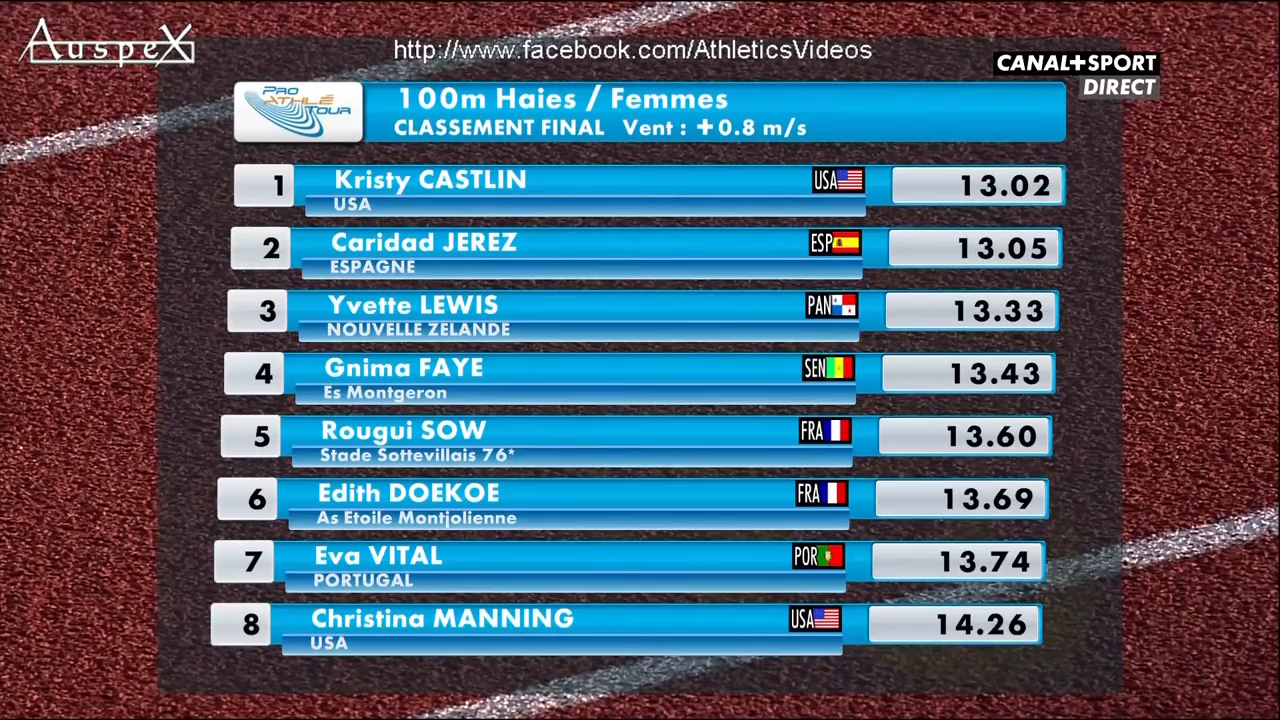 AuspeX
http://www.facebook.com/AthleticsVideos
CANAL+SPORT
DIRECT
PRO
ATHLÉ
TOUR
100m Haies / Femmes
CLASSEMENT FINAL Vent : +0.8 m/s
1 Kristy CASTLIN USA 13.02
USA
2 Caridad JEREZ ESP 13.05
ESPAGNE
3 Yvette LEWIS PAN 13.33
NOUVELLE ZELANDE
4 Gnima FAYE SEN 13.43
Es Montgeron
5 Rougui SOW FRA 13.60
Stade Sottevillais 76*
6 Edith DOEKOE FRA 13.69
As Etoile Montjolienne
7 Eva VITAL POR 13.74
PORTUGAL
8 Christina MANNING USA 14.26
USA